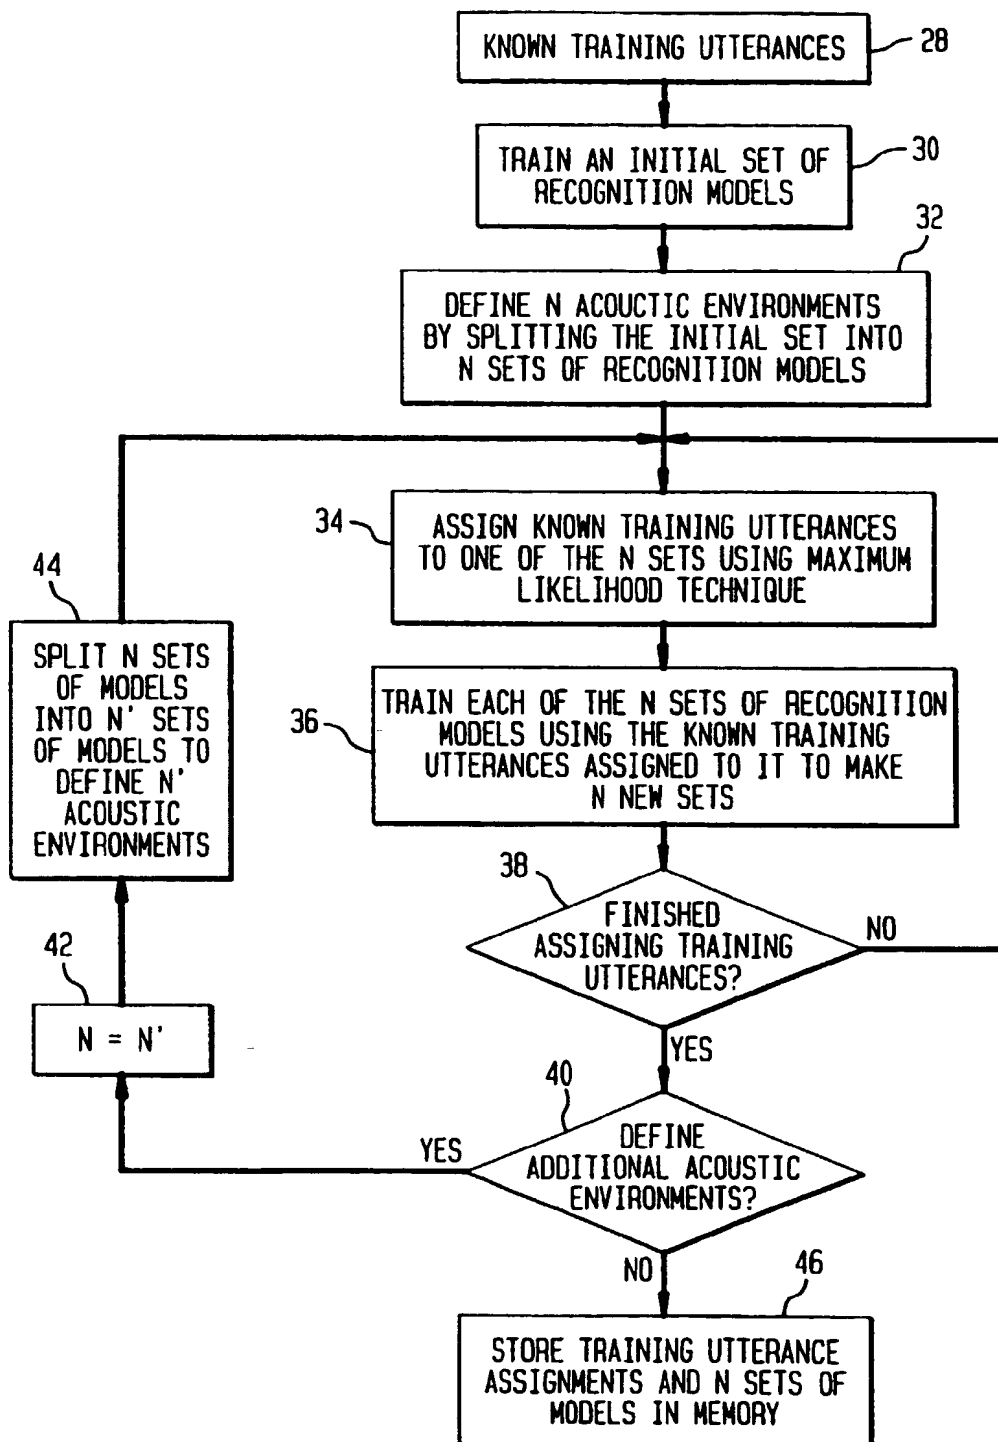 KNOWN TRAINING UTTERANCES
28
TRAIN AN INITIAL SET OF
RECOGNITION MODELS
30
32
DEFINE N ACOUCTIC ENVIRONMENTS
BY SPLITTING THE INITIAL SET INTO
N SETS OF RECOGNITION MODELS
34
ASSIGN KNOWN TRAINING UTTERANCES
TO ONE OF THE N SETS USING MAXIMUM
LIKELIHOOD TECHNIQUE
44
SPLIT N SETS
OF MODELS
INTO N' SETS
OF MODELS TO
DEFINE N'
ACOUSTIC
ENVIRONMENTS
36
TRAIN EACH OF THE N SETS OF RECOGNITION
MODELS USING THE KNOWN TRAINING
UTTERANCES ASSIGNED TO IT TO MAKE
N NEW SETS
38
FINISHED
ASSIGNING TRAINING
UTTERANCES?
NO
42
N = N'
YES
40
DEFINE
ADDITIONAL ACOUSTIC
ENVIRONMENTS?
YES
NO
46
STORE TRAINING UTTERANCE
ASSIGNMENTS AND N SETS OF
MODELS IN MEMORY